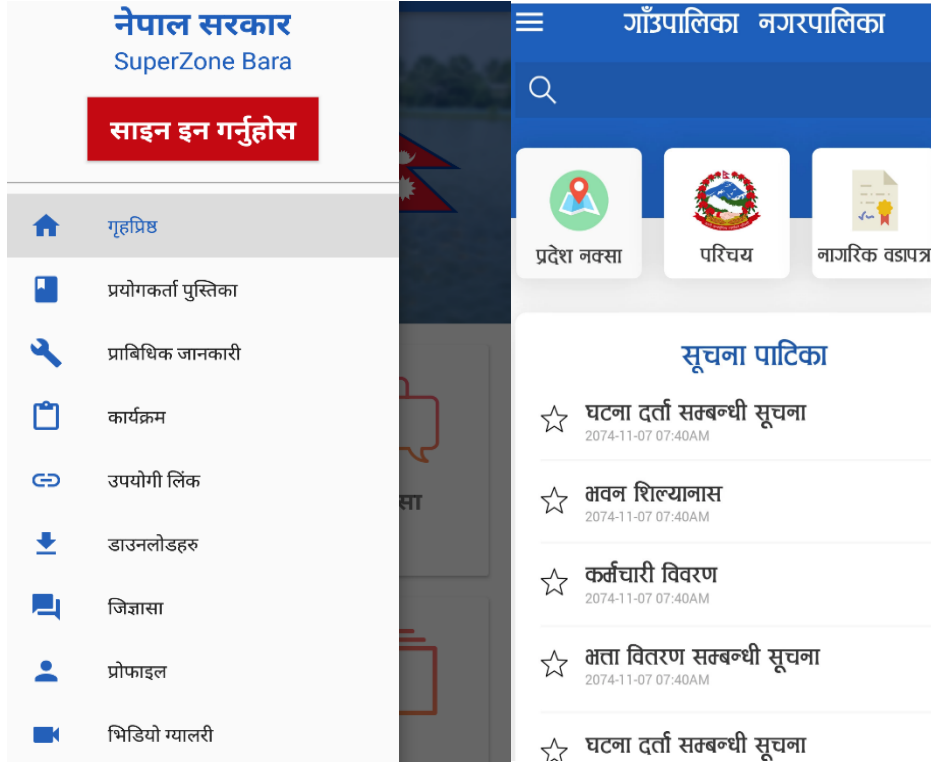 नेपाल सरकार
SuperZone Bara
साइन इन गर्नुहोस
गृहप्रिष्ठ
प्रयोगकर्ता पुस्तिका
प्राबिधिक जानकारी
कार्यक्रम
उपयोगी लिंक
डाउनलोडहरु
जिज्ञासा
प्रोफाइल
भिडियो ग्यालरी
सा
गाँउपालिका नगरपालिका
प्रदेश नक्सा
परिचय
नागरिक वडापत्र
सूचना पाटिका
घटना दर्ता सम्बन्धी सूचना
2074-11-07 07:40AM
भवन शिल्यानास
2074-11-07 07:40AM
कर्मचारी विवरण
2074-11-07 07:40AM
भत्ता वितरण सम्बन्धी सूचना
2074-11-07 07:40AM
घटना दर्ता सम्बन्धी सूचना